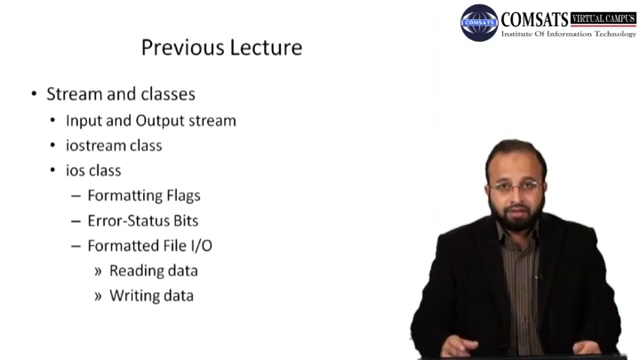 COMSATS VIRTUAL CAMPUS
Institute Of Information Technology
Previous Lecture
• Stream and classes
• Input and Output stream
• iostream class
• ios class
– Formatting Flags
– Error-Status Bits
– Formatted File I/O
» Reading data
» Writing data